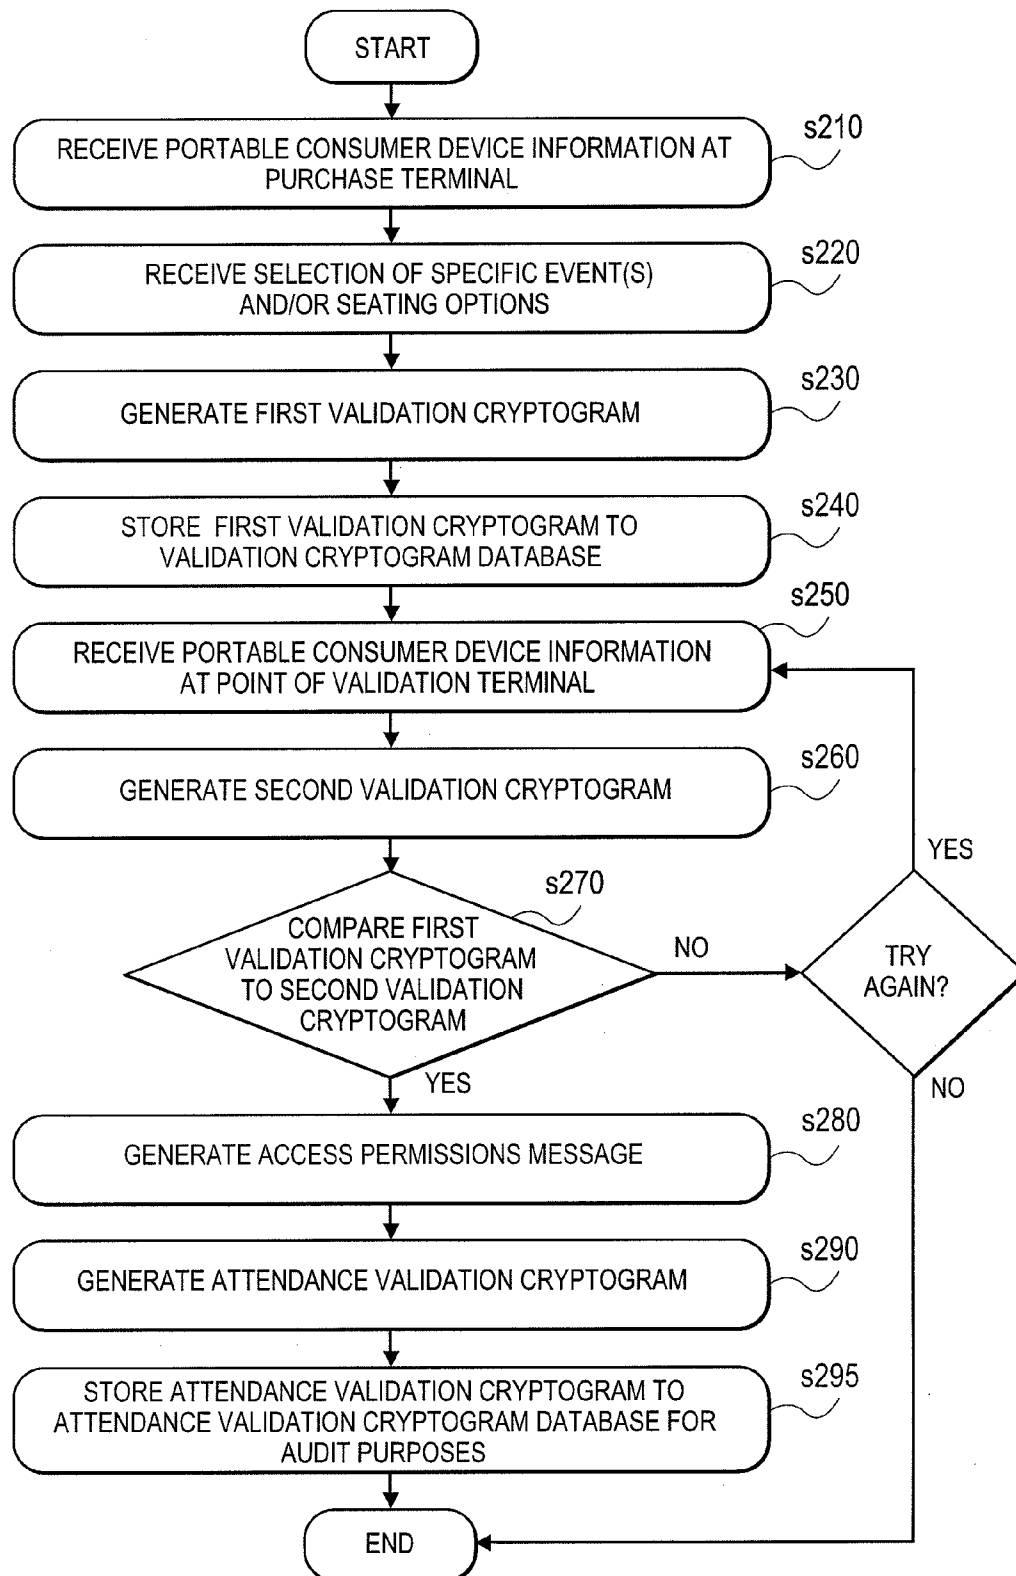 START
RECEIVE PORTABLE CONSUMER DEVICE INFORMATION AT
PURCHASE TERMINAL
s210
RECEIVE SELECTION OF SPECIFIC EVENT(S)
AND/OR SEATING OPTIONS
s220
GENERATE FIRST VALIDATION CRYPTOGRAM
s230
STORE FIRST VALIDATION CRYPTOGRAM TO
VALIDATION CRYPTOGRAM DATABASE
s240
RECEIVE PORTABLE CONSUMER DEVICE INFORMATION
AT POINT OF VALIDATION TERMINAL
s250
GENERATE SECOND VALIDATION CRYPTOGRAM
s260
COMPARE FIRST
VALIDATION CRYPTOGRAM
TO SECOND VALIDATION
CRYPTOGRAM
s270
NO
YES
TRY
AGAIN?
YES
NO
GENERATE ACCESS PERMISSIONS MESSAGE
s280
GENERATE ATTENDANCE VALIDATION CRYPTOGRAM
s290
STORE ATTENDANCE VALIDATION CRYPTOGRAM TO
ATTENDANCE VALIDATION CRYPTOGRAM DATABASE FOR
AUDIT PURPOSES
s295
END